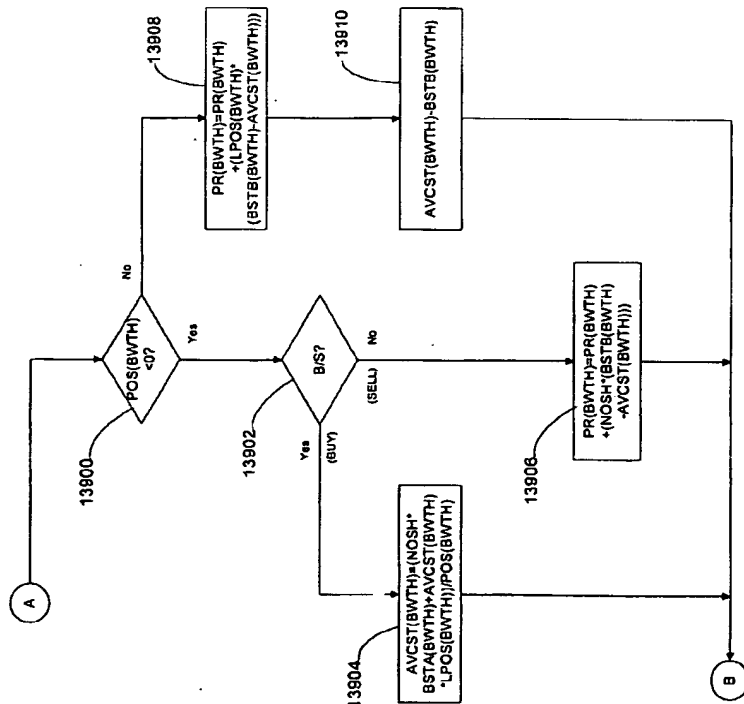 A
13900
POS(BWTH)
<0?
No
Yes
13908
PR(BWTH)=PR(BWTH)
+(LPOS(BWTH)*
(BSTB(BWTH)-AVCST(BWTH)))
13902
B/S?
Yes
(BUY)
No
(SELL)
13910
AVCST(BWTH)-BSTB(BWTH)
13904
AVCST(BWTH)=(NOSH*
BSTA(BWTH)+AVCST(BWTH)
*LPOS(BWTH))/POS(BWTH)
13906
PR(BWTH)=PR(BWTH)
+(NOSH*(BSTB(BWTH)
-AVCST(BWTH)))
B